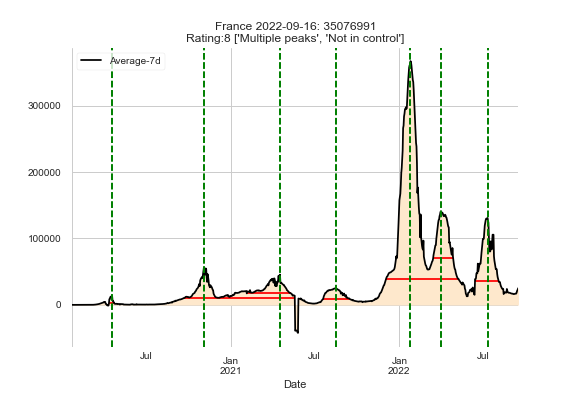 France 2022-09-16: 35076991
Rating:8 ['Multiple peaks', 'Not in control']
Average-7d
300000
200000
100000
0
Jul
Jan
2021
Jul
Jan
2022
Jul
Date